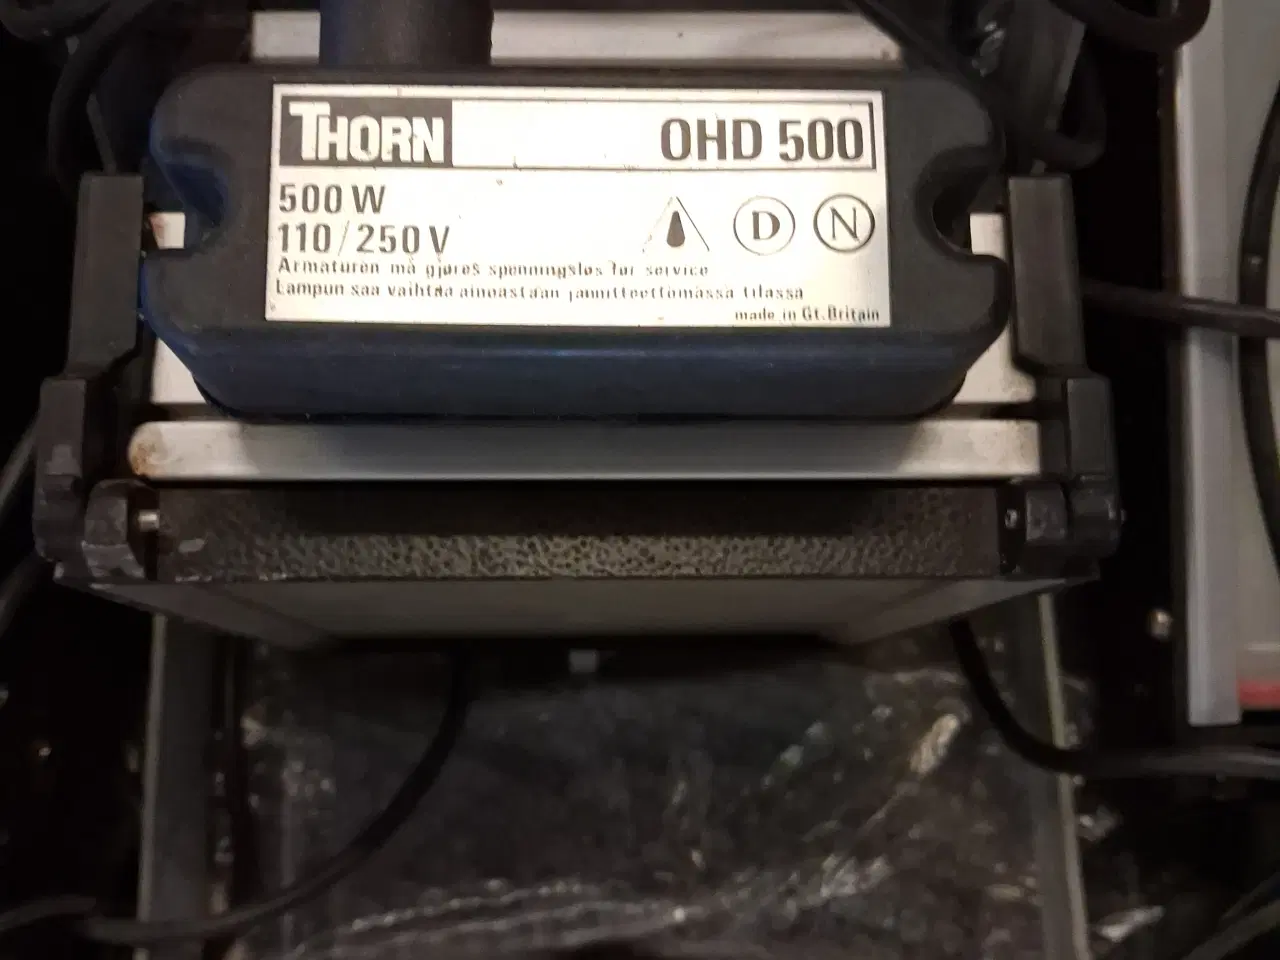 THORN OHD 500
500 W
110/250 V D N
Armaturen må gjøres spenningsløs før service
Lampun saa vaihtaa ainoastaan jännitteettömässä tilassa
made in Gt. Britain